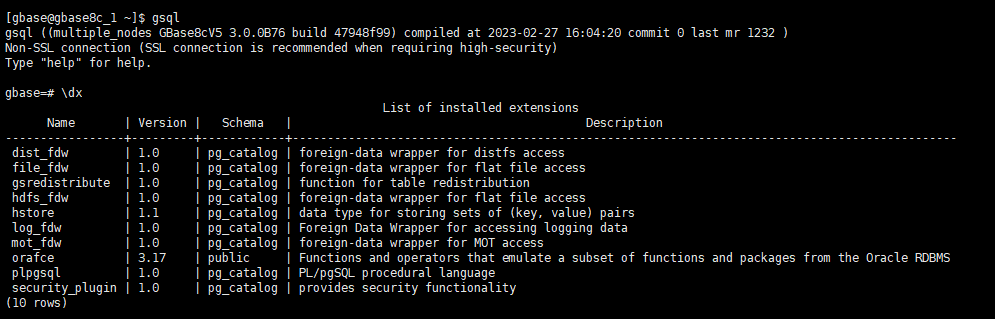 [gbase@gbase8c_1 ~]$ gsql
gsql ((multiple_nodes GBase8cV5 3.0.0B76 build 47948f99) compiled at 2023-02-27 16:04:20 commit 0 last mr 1232 )
Non-SSL connection (SSL connection is recommended when requiring high-security)
Type "help" for help.

gbase=# \dx
                                                      List of installed extensions
      Name       | Version |   Schema   |                                          Description
-----------------+---------+------------+-----------------------------------------------------------------------------------------------
 dist_fdw        | 1.0     | pg_catalog | foreign-data wrapper for distfs access
 file_fdw        | 1.0     | pg_catalog | foreign-data wrapper for flat file access
 gsredistribute  | 1.0     | pg_catalog | function for table redistribution
 hdfs_fdw        | 1.0     | pg_catalog | foreign-data wrapper for flat file access
 hstore          | 1.1     | pg_catalog | data type for storing sets of (key, value) pairs
 log_fdw         | 1.0     | pg_catalog | Foreign Data Wrapper for accessing logging data
 mot_fdw         | 1.0     | pg_catalog | foreign-data wrapper for MOT access
 orafce          | 3.17    | public     | Functions and operators that emulate a subset of functions and packages from the Oracle RDBMS
 plpgsql         | 1.0     | pg_catalog | PL/pgSQL procedural language
 security_plugin | 1.0     | pg_catalog | provides security functionality
(10 rows)